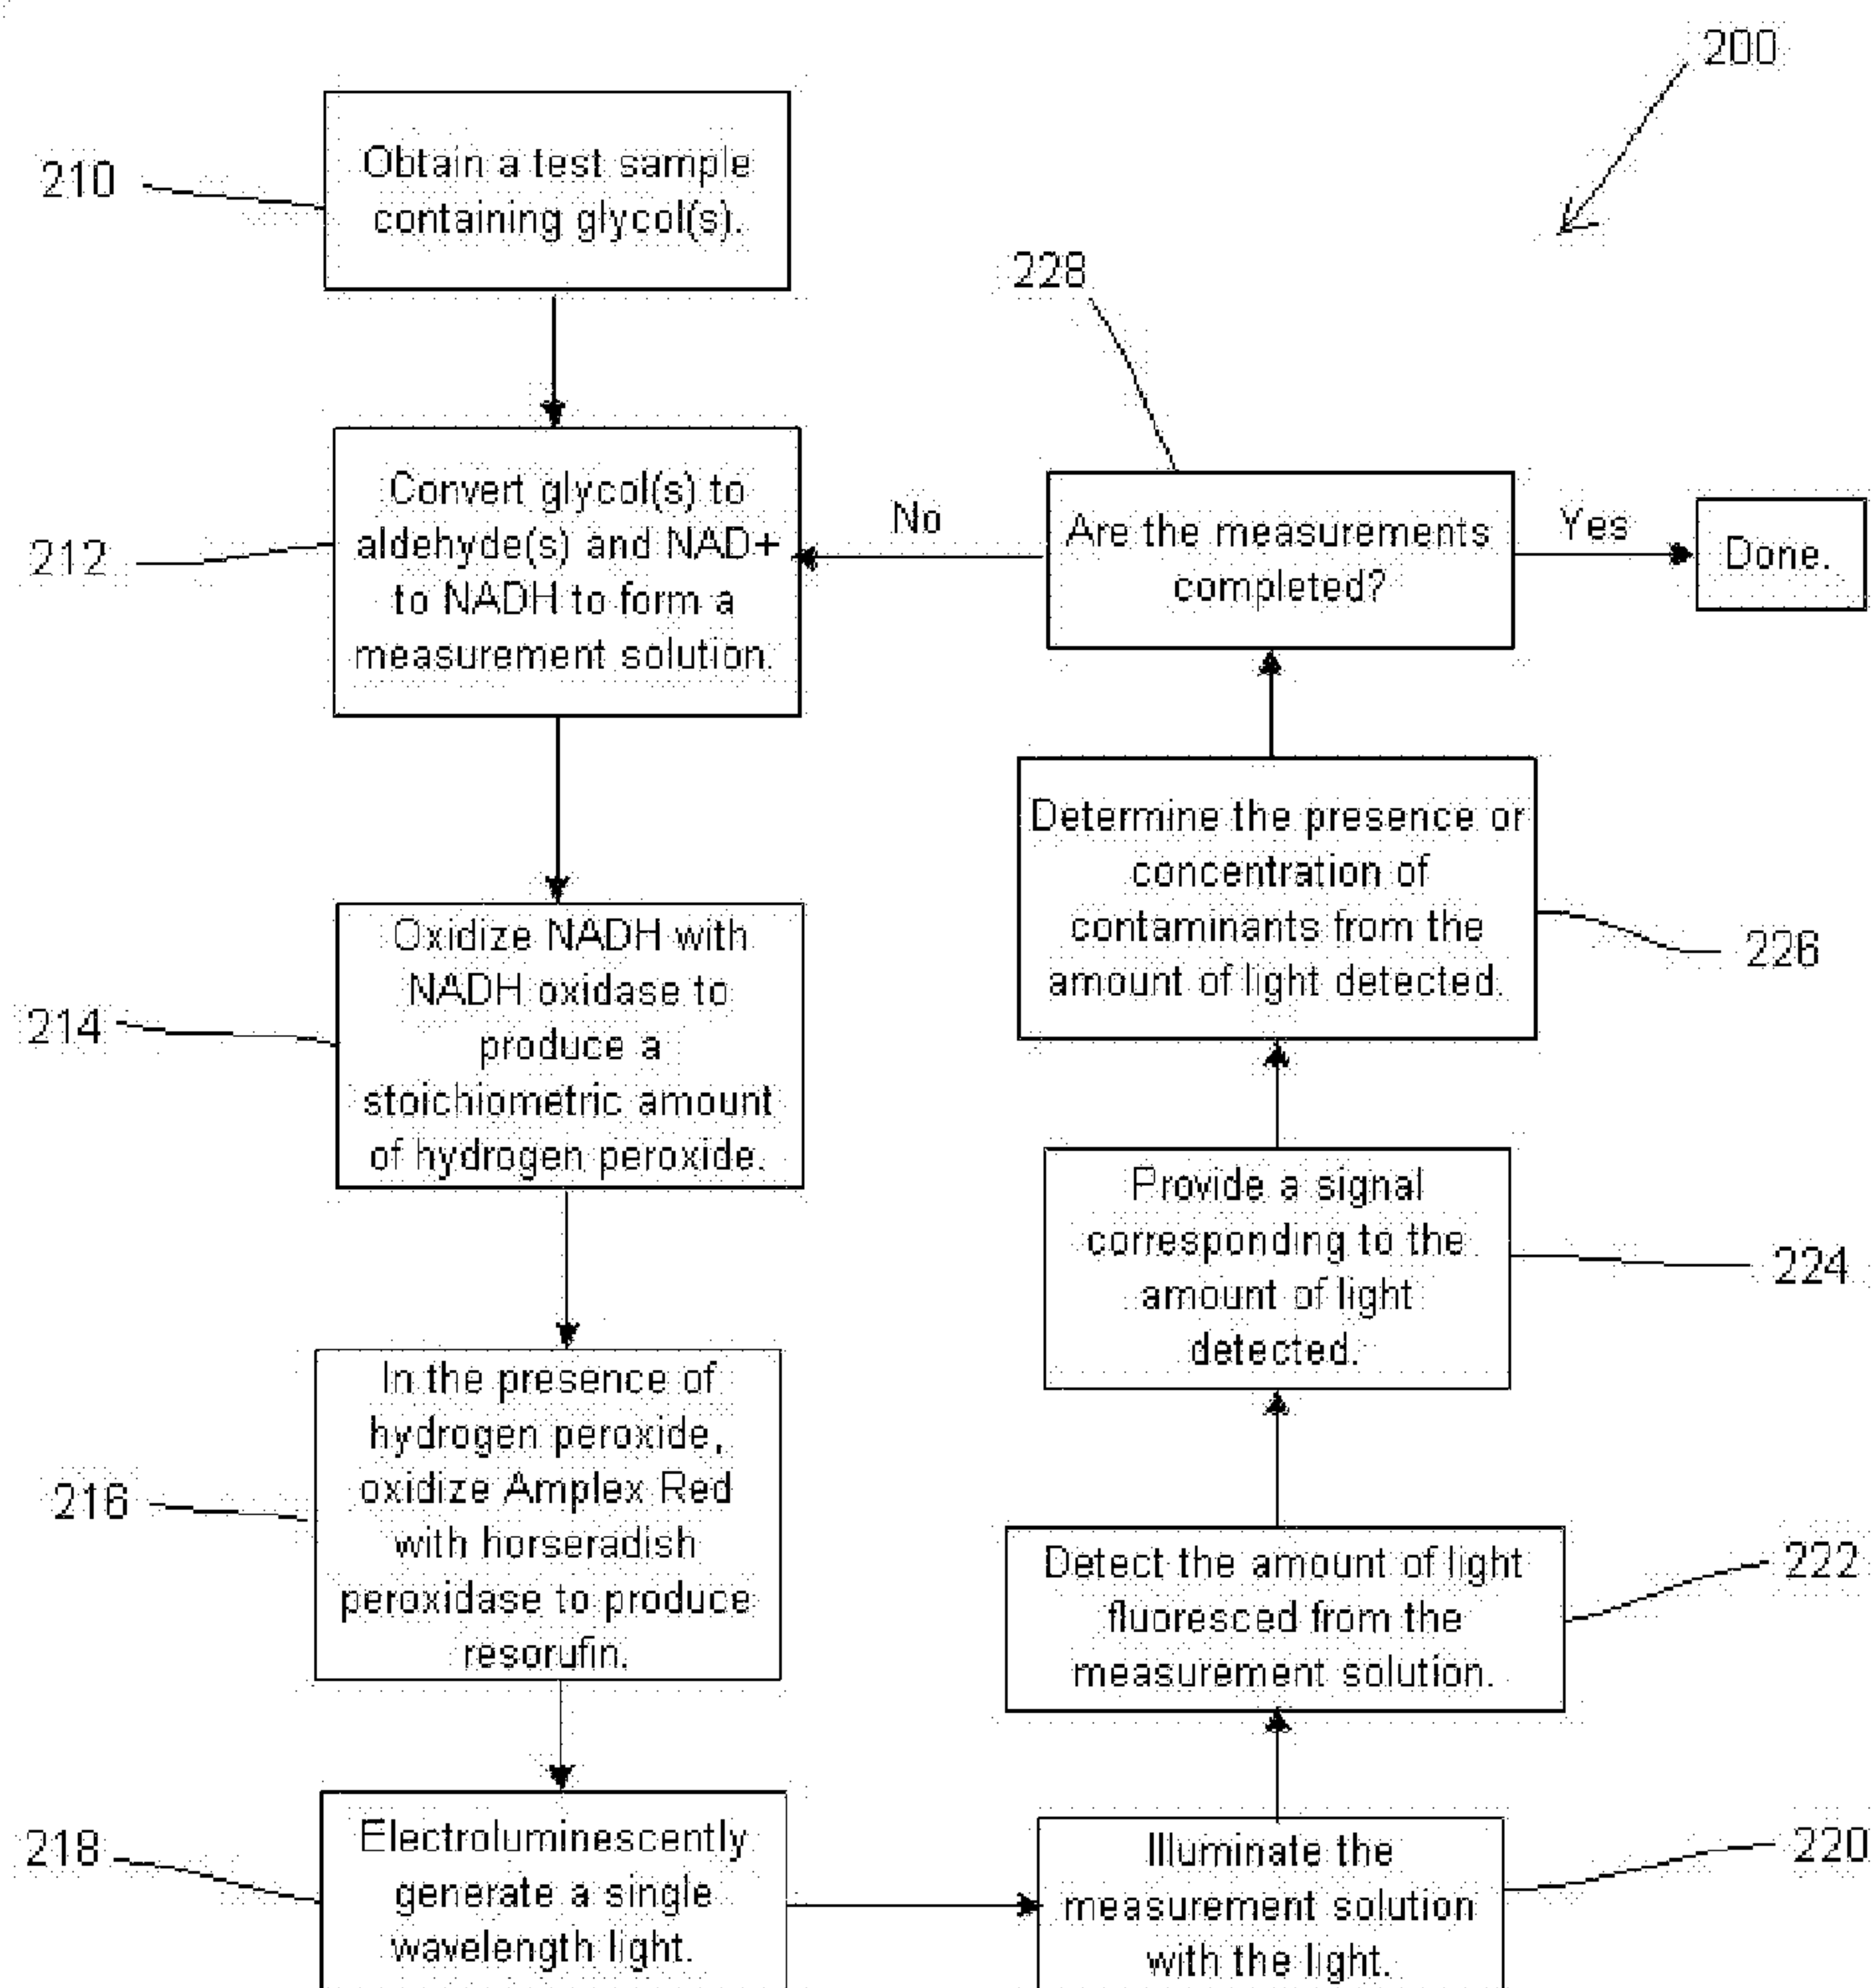 200
210
Obtain a test sample
containing glycol(s).
212
Convert glycol(s) to
aldehyde(s) and NAD+
to NADH to form a
measurement solution.
214
Oxidize NADH with
NADH oxidase to
produce a
stoichiometric amount
of hydrogen peroxide.
216
In the presence of
hydrogen peroxide,
oxidize Amplex Red
with horseradish
peroxidase to produce
resorufin.
218
Electroluminescently
generate a single
wavelength light.
220
Illuminate the
measurement solution
with the light.
222
Detect the amount of light
fluoresced from the
measurement solution.
224
Provide a signal
corresponding to the
amount of light
detected.
226
Determine the presence or
concentration of
contaminants from the
amount of light detected.
228
Are the measurements
completed?
No
Yes
Done.